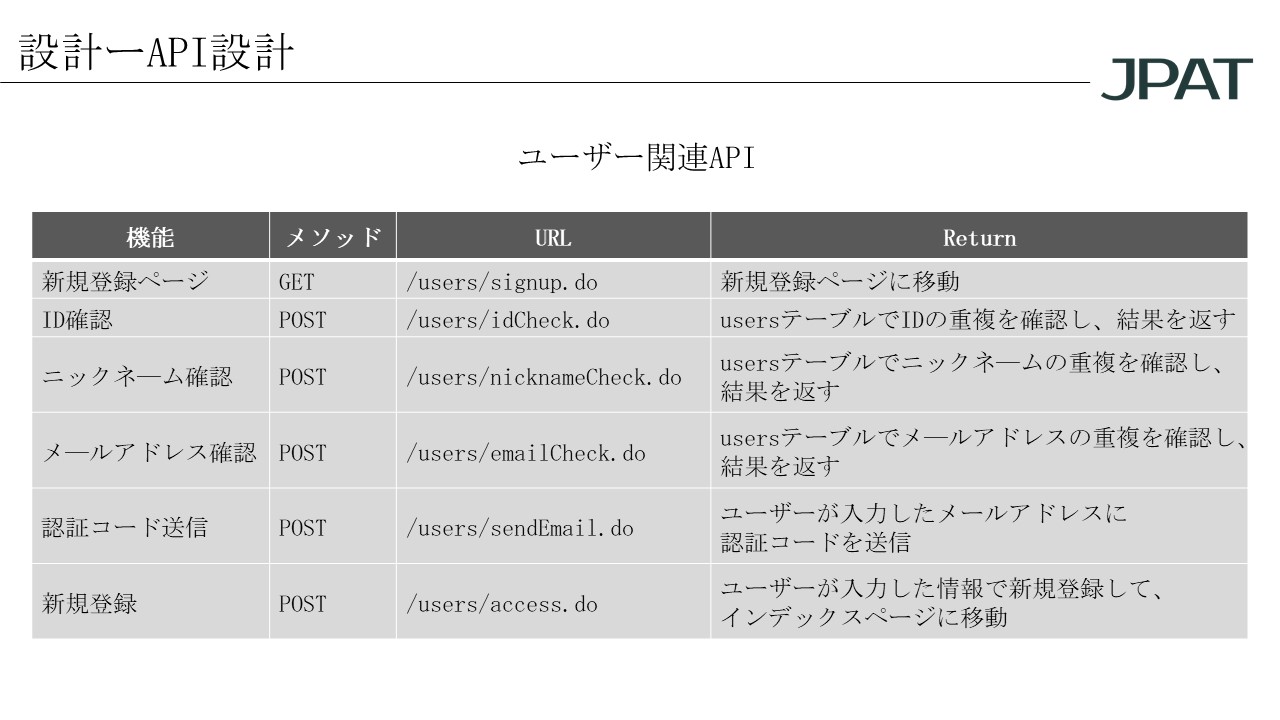 設計ーAPI設計
JPAT
ユーザー関連API
機能 メソッド URL Return
新規登録ページ GET /users/signup.do 新規登録ページに移動
ID確認 POST /users/idCheck.do usersテーブルでIDの重複を確認し、結果を返す
ニックネ―ム確認 POST /users/nicknameCheck.do usersテーブルでニックネ―ムの重複を確認し、
結果を返す
メ―ルアドレス確認 POST /users/emailCheck.do usersテーブルでメ―ルアドレスの重複を確認し、
結果を返す
認証コード送信 POST /users/sendEmail.do ユーザーが入力したメールアドレスに
認証コードを送信
新規登録 POST /users/access.do ユーザーが入力した情報で新規登録して、
インデックスページに移動